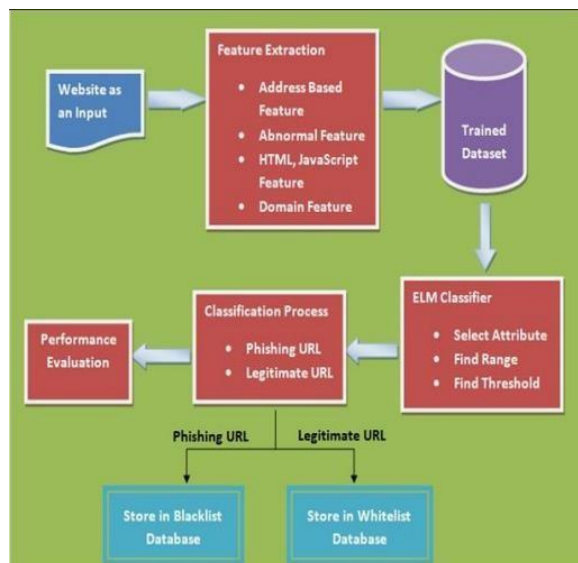 Website as
an Input
Feature Extraction
• Address Based
Feature
• Abnormal Feature
• HTML, JavaScript
Feature
• Domain Feature
Trained
Dataset
ELM Classifier
• Select Attribute
• Find Range
• Find Threshold
Classification Process
• Phishing URL
• Legitimate URL
Performance
Evaluation
Phishing URL
Legitimate URL
Store in Blacklist
Database
Store in Whitelist
Database